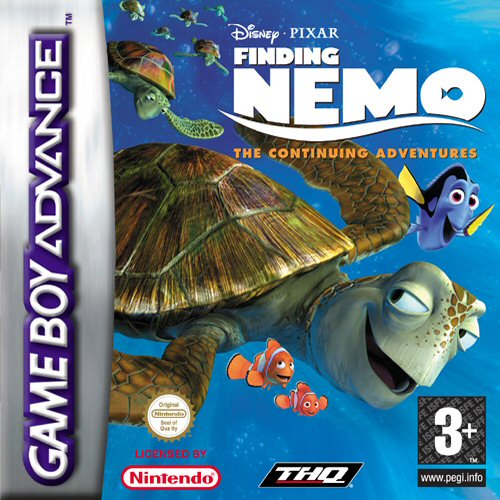 GAME BOY ADVANCE
Disney · PIXAR
FINDING
NEMO
THE CONTINUING ADVENTURES
Original
Nintendo
Seal of
Quality
LICENSED BY
Nintendo
THQ
3+
www.pegi.info